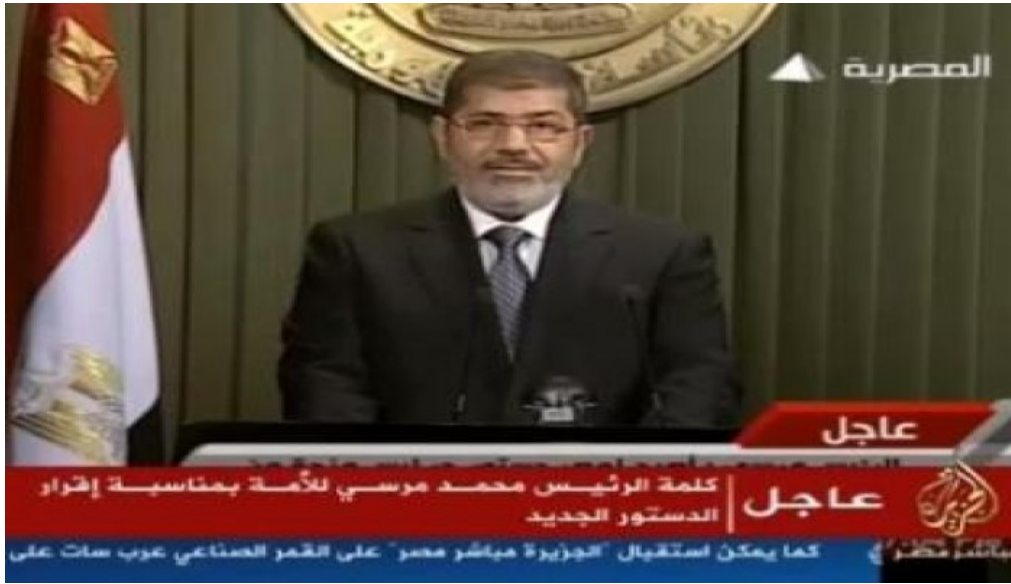 المصرية
عاجل
عاجل
كلمة الرئيس محمد مرسي للأمة بمناسبة إقرار
الدستور الجديد
الجزيرة
كما يمكن استقبال "الجزيرة مباشر مصر" على القمر الصناعي عرب سات على